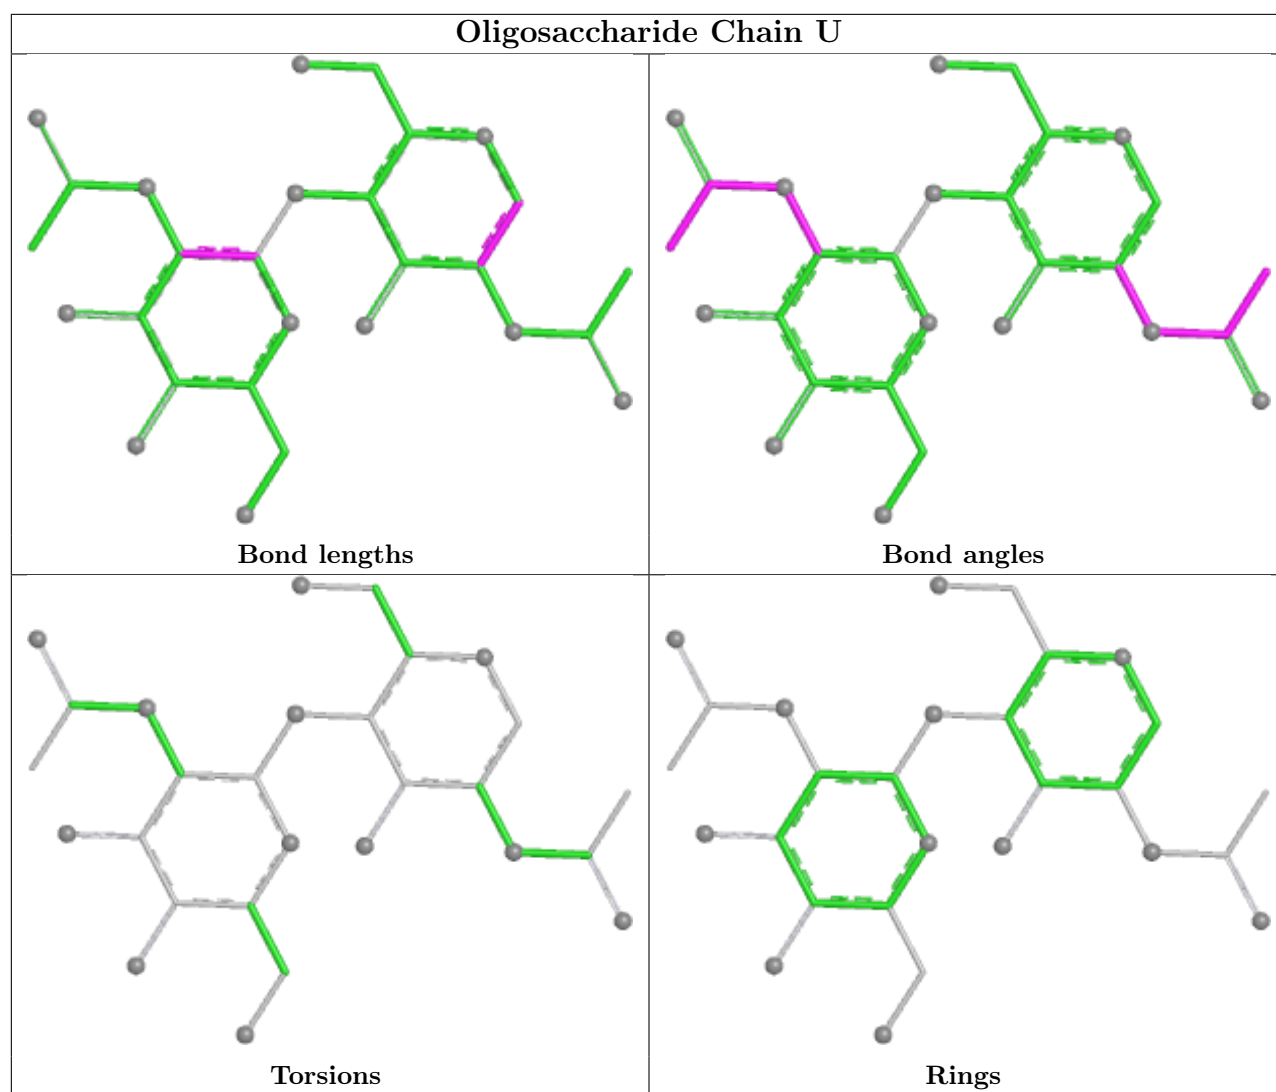 Oligosaccharide Chain U
Bond lengths
Bond angles
Torsions
Rings